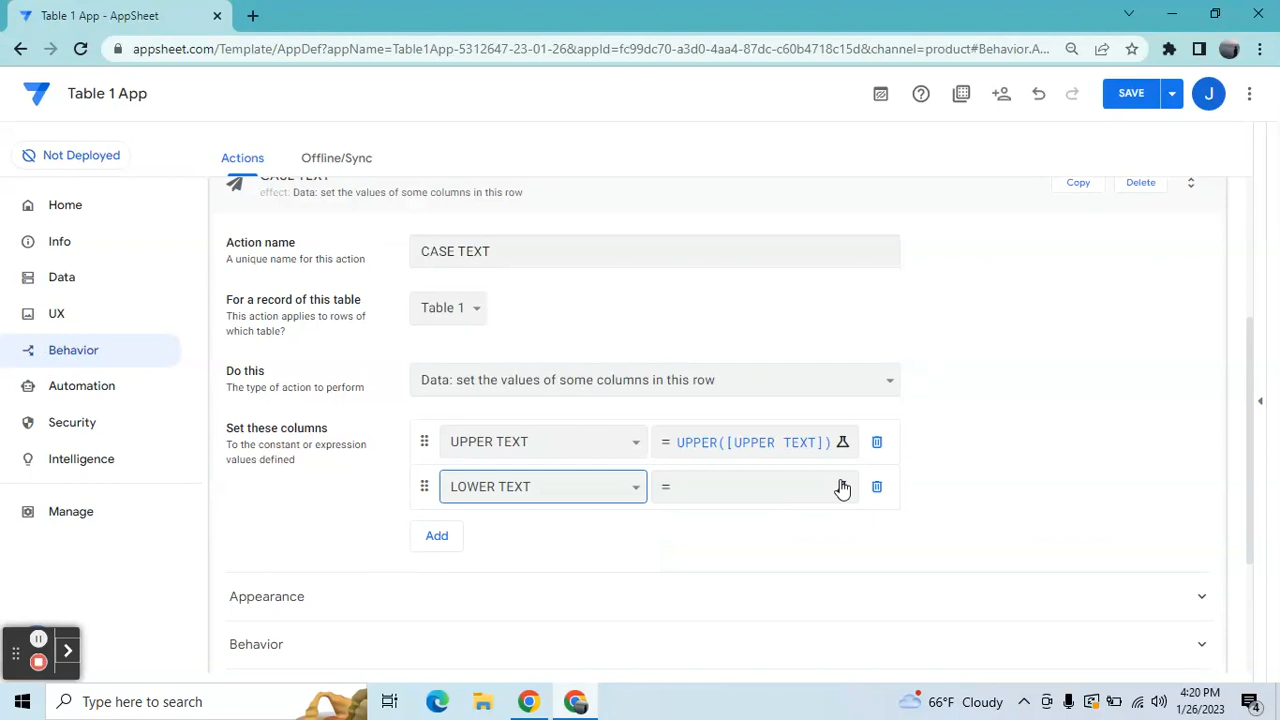 Table 1 App - AppSheet
appsheet.com/Template/AppDef?appName=Table1App-5312647-23-01-26&appId=fc99dc70-a3d0-4aa4-87dc-c60b4718c15d&channel=product#Behavior.A...
Table 1 App
SAVE
J
Not Deployed
Actions
Offline/Sync
CASE TEXT
effect: Data: set the values of some columns in this row
Copy
Delete
Home
Info
Data
UX
Behavior
Automation
Security
Intelligence
Manage
Action name
A unique name for this action
CASE TEXT
For a record of this table
This action applies to rows of
which table?
Table 1
Do this
The type of action to perform
Data: set the values of some columns in this row
Set these columns
To the constant or expression
values defined
UPPER TEXT
= UPPER([UPPER TEXT])
LOWER TEXT
=
Add
Appearance
Behavior
Type here to search
66°F Cloudy
4:20 PM
1/26/2023
4